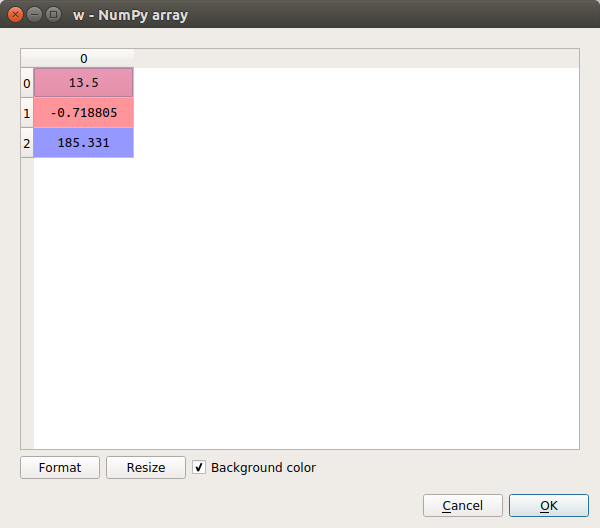 w - NumPy array
0
0 13.5
1 -0.718805
2 185.331
Format Resize Background color
Cancel OK